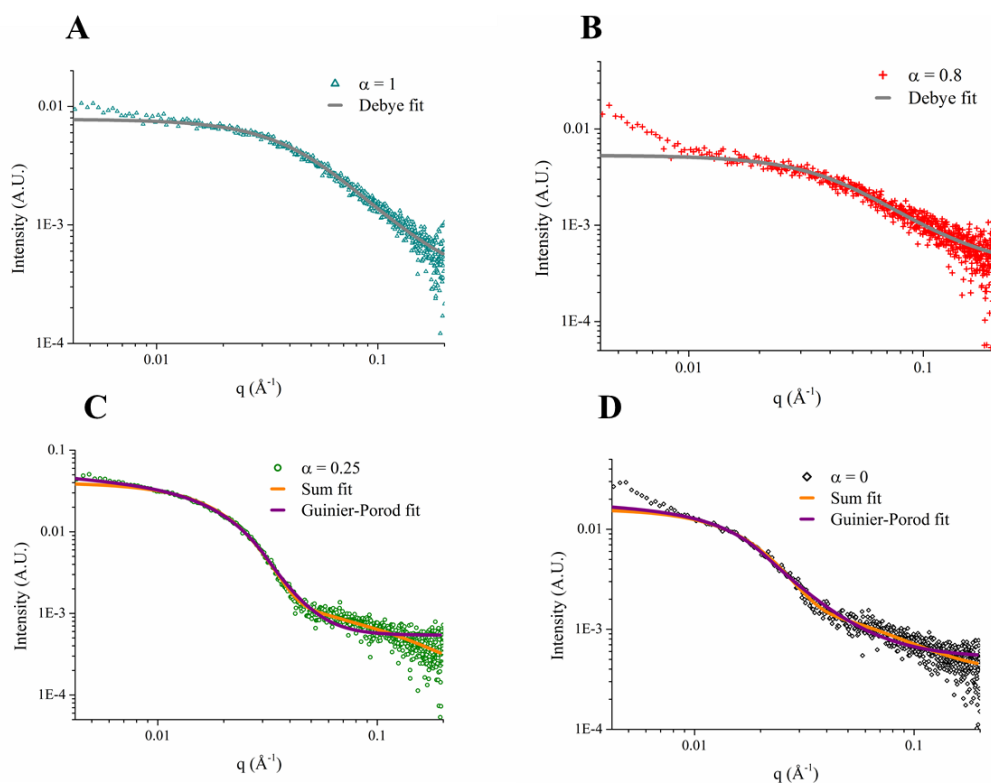 A
α = 1
Debye fit
0.01
1E-3
1E-4
Intensity (A.U.)
0.01
0.1
q (Å⁻¹)
B
α = 0.8
Debye fit
0.01
1E-3
1E-4
Intensity (A.U.)
0.01
0.1
q (Å⁻¹)
C
α = 0.25
Sum fit
Guinier-Porod fit
0.1
0.01
1E-3
1E-4
Intensity (A.U.)
0.01
0.1
q (Å⁻¹)
D
α = 0
Sum fit
Guinier-Porod fit
0.01
1E-3
1E-4
Intensity (A.U.)
0.01
0.1
q (Å⁻¹)